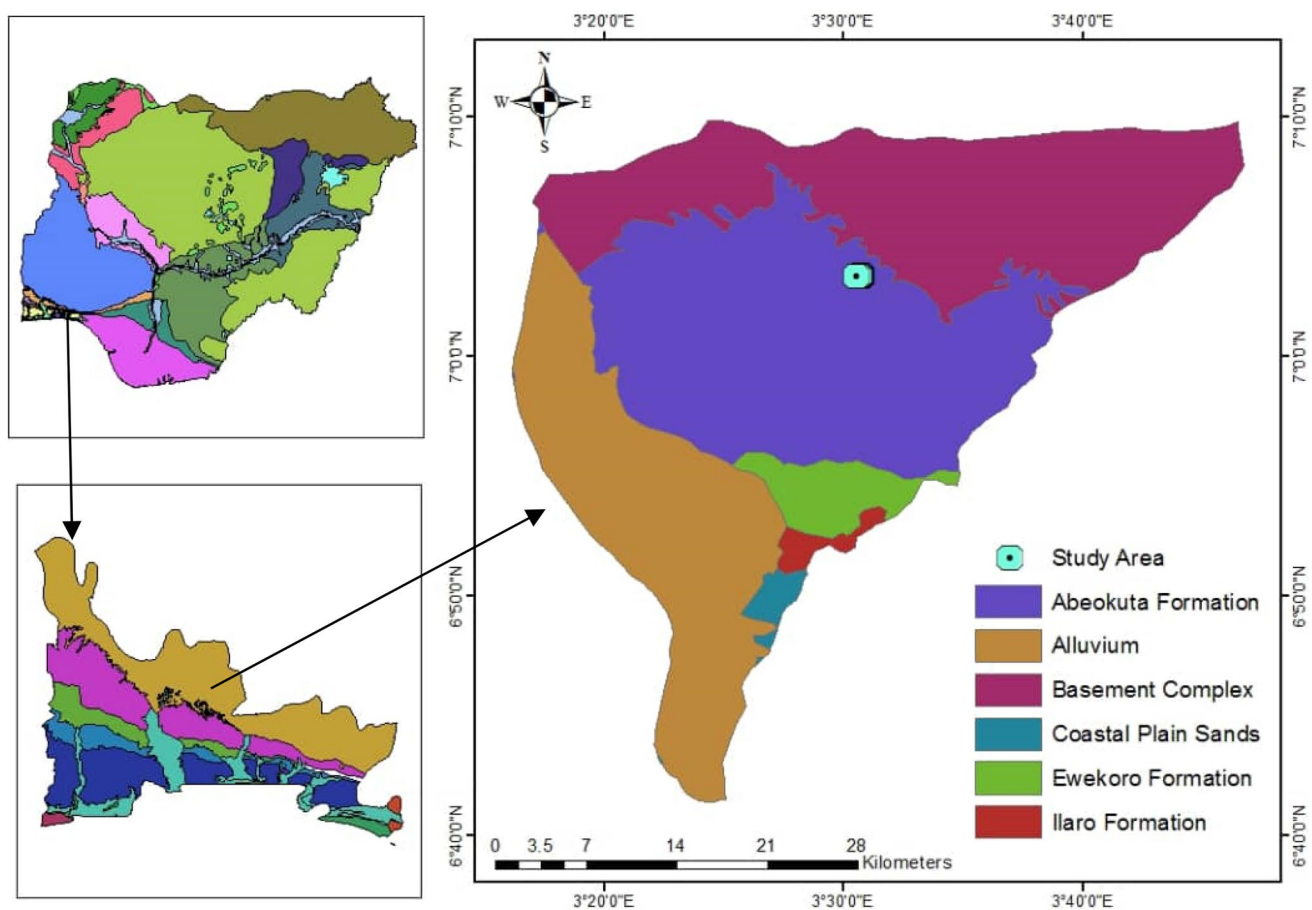 3°20'0"E 3°30'0"E 3°40'0"E
N
W E
S
7°10'0"N 7°10'0"N
7°0'0"N 7°0'0"N
6°50'0"N 6°50'0"N
6°40'0"N 6°40'0"N
Study Area
Abeokuta Formation
Alluvium
Basement Complex
Coastal Plain Sands
Ewekoro Formation
Ilaro Formation
0 3.5 7 14 21 28
Kilometers
3°20'0"E 3°30'0"E 3°40'0"E